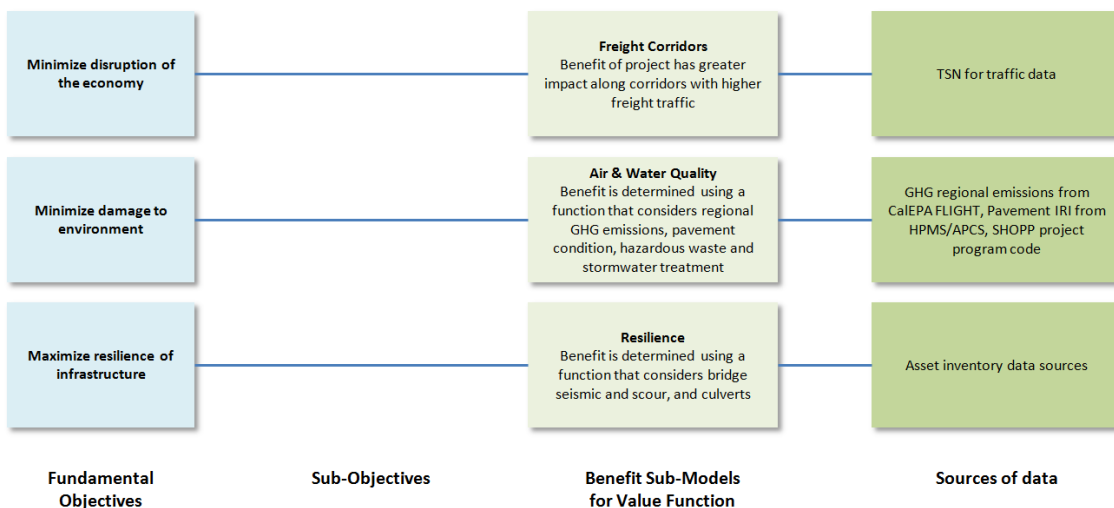 Minimize disruption of
the economy
Freight Corridors
Benefit of project has greater
impact along corridors with higher
freight traffic
TSN for traffic data
Minimize damage to
environment
Air & Water Quality
Benefit is determined using a
function that considers regional
GHG emissions, pavement
condition, hazardous waste and
stormwater treatment
GHG regional emissions from
CalEPA FLIGHT, Pavement IRI from
HPMS/APCS, SHOPP project
program code
Maximize resilience of
infrastructure
Resilience
Benefit is determined using a
function that considers bridge
seismic and scour, and culverts
Asset inventory data sources
Fundamental
Objectives
Sub-Objectives
Benefit Sub-Models
for Value Function
Sources of data